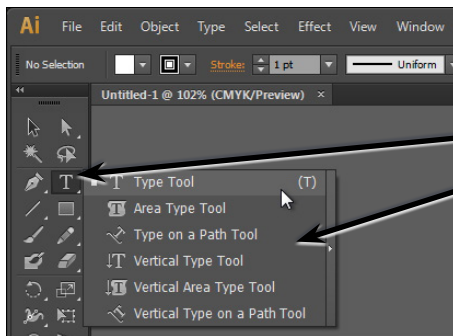 Ai File Edit Object Type Select Effect View Window
No Selection Stroke: 1 pt Uniform
Untitled-1 @ 102% (CMYK/Preview) ×
T T Type Tool (T)
T Area Type Tool
Type on a Path Tool
T Vertical Type Tool
T Vertical Area Type Tool
Vertical Type on a Path Tool